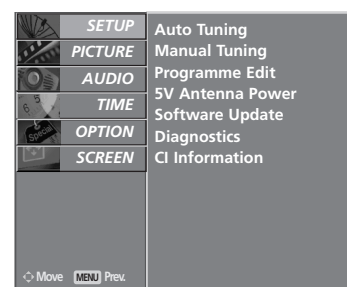 SETUP
PICTURE
AUDIO
TIME
OPTION
SCREEN
Auto Tuning
Manual Tuning
Programme Edit
5V Antenna Power
Software Update
Diagnostics
CI Information
Special
Move MENU Prev.